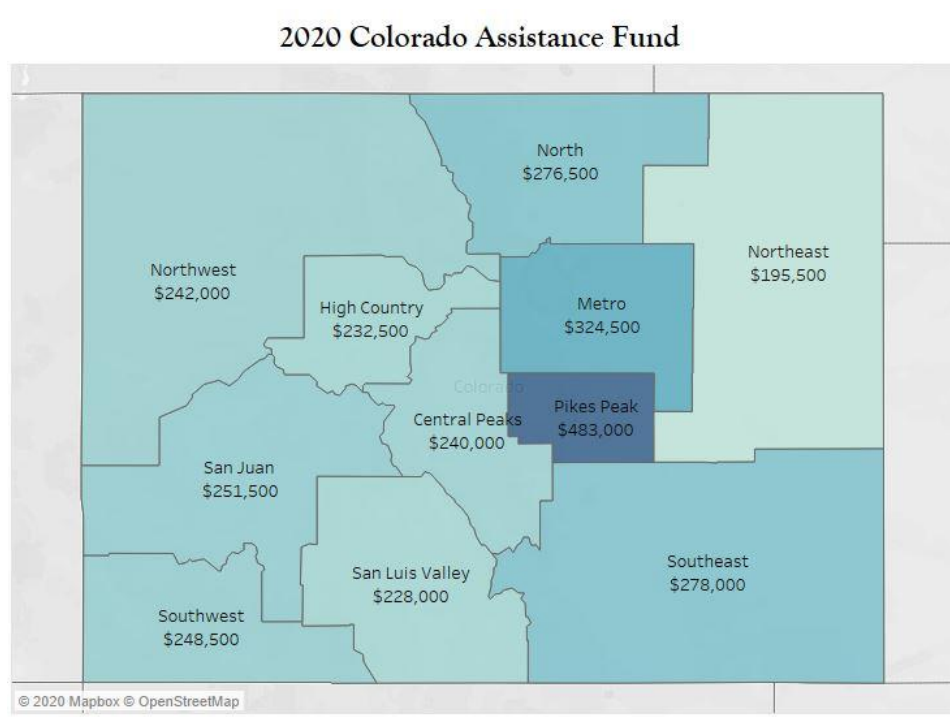 2020 Colorado Assistance Fund
North
$276,500
Northeast
$195,500
Northwest
$242,000
Metro
$324,500
High Country
$232,500
Colorado
Pikes Peak
$483,000
Central Peaks
$240,000
San Juan
$251,500
Southeast
$278,000
San Luis Valley
$228,000
Southwest
$248,500
© 2020 Mapbox © OpenStreetMap